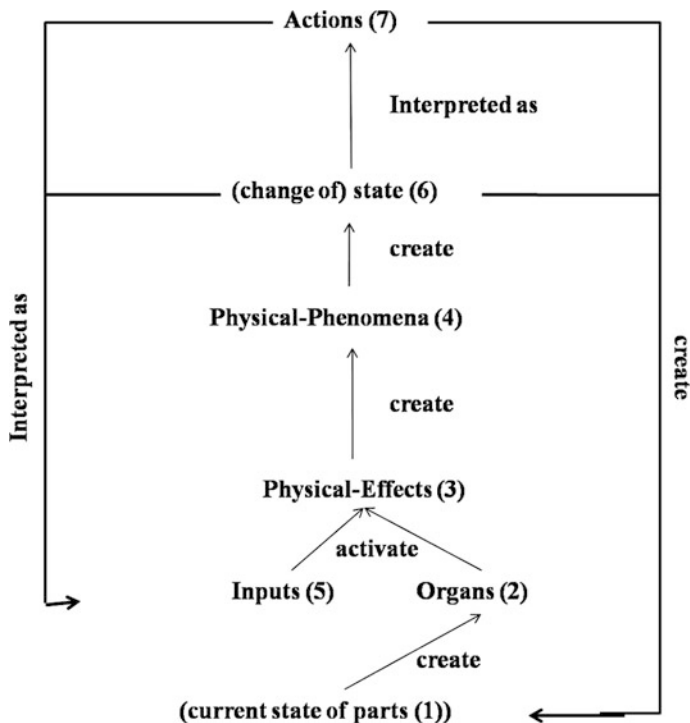 Actions (7)
Interpreted as
(change of) state (6)
create
Physical-Phenomena (4)
Interpreted as
create
create
Physical-Effects (3)
activate
Inputs (5)
Organs (2)
create
(current state of parts (1))